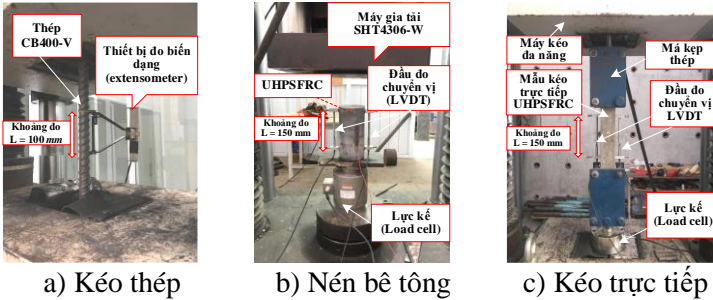 Thép
CB400-V
Thiết bị đo biến
dạng
(extensometer)
Khoảng đo
L = 100 mm
a) Kéo thép
Máy gia tải
SHT4306-W
UHPSFRC
Đầu đo
chuyển vị
(LVDT)
Khoảng đo
L = 150 mm
Lực kế
(Load cell)
b) Nén bê tông
Máy kéo
đa năng
Má kẹp
thép
Mẫu kéo
trực tiếp
UHPSFRC
Đầu đo
chuyển vị
LVDT
Khoảng đo
L = 150 mm
Lực kế
(Load cell)
c) Kéo trực tiếp